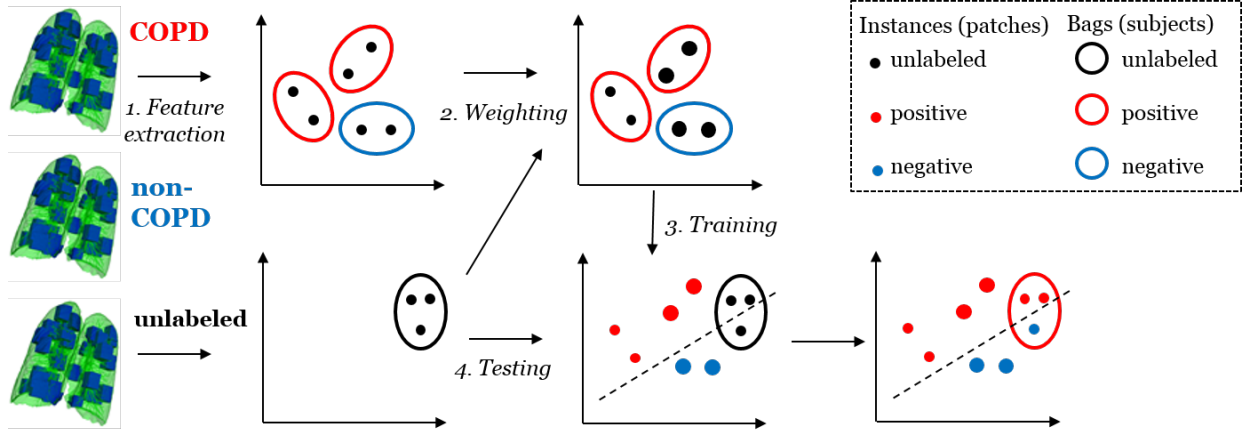 COPD
1. Feature
extraction
non-
COPD
unlabeled
2. Weighting
3. Training
4. Testing
Instances (patches)
unlabeled
positive
negative
Bags (subjects)
unlabeled
positive
negative